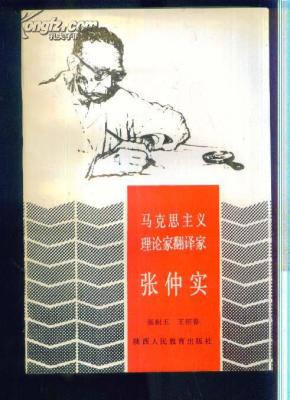 马克思主义
理论家翻译家
张仲实
陕西人民教育出版社